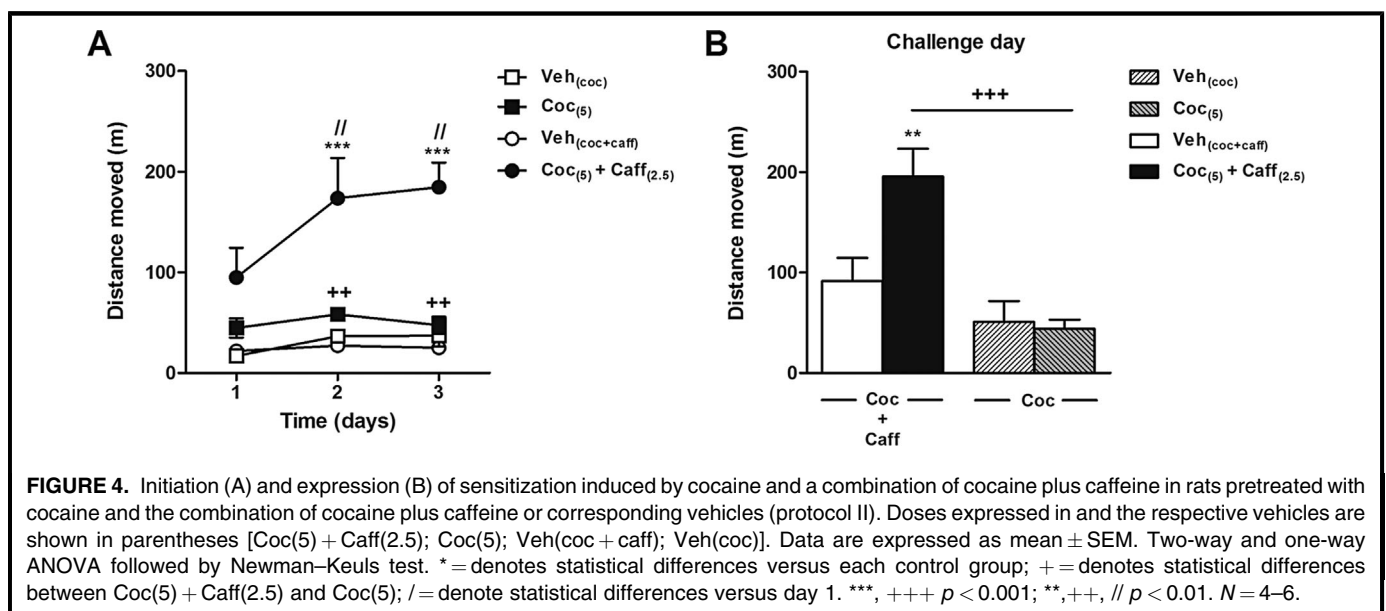 A
300
200
100
0
Distance moved (m)
//
***
//
***
++
++
1 2 3
Time (days)
Veh(coc)
Coc(5)
Veh(coc+caff)
Coc(5) + Caff(2.5)
B
Challenge day
300
200
100
0
Distance moved (m)
**
+++
Coc
+
Caff
Coc
Veh(coc)
Coc(5)
Veh(coc+caff)
Coc(5) + Caff(2.5)
FIGURE 4. Initiation (A) and expression (B) of sensitization induced by cocaine and a combination of cocaine plus caffeine in rats pretreated with
cocaine and the combination of cocaine plus caffeine or corresponding vehicles (protocol II). Doses expressed in and the respective vehicles are
shown in parentheses [Coc(5) + Caff(2.5); Coc(5); Veh(coc + caff); Veh(coc)]. Data are expressed as mean ± SEM. Two-way and one-way
ANOVA followed by Newman–Keuls test. * = denotes statistical differences versus each control group; + = denotes statistical differences
between Coc(5) + Caff(2.5) and Coc(5); / = denote statistical differences versus day 1. ***, +++ p < 0.001; **,++, // p < 0.01. N = 4–6.